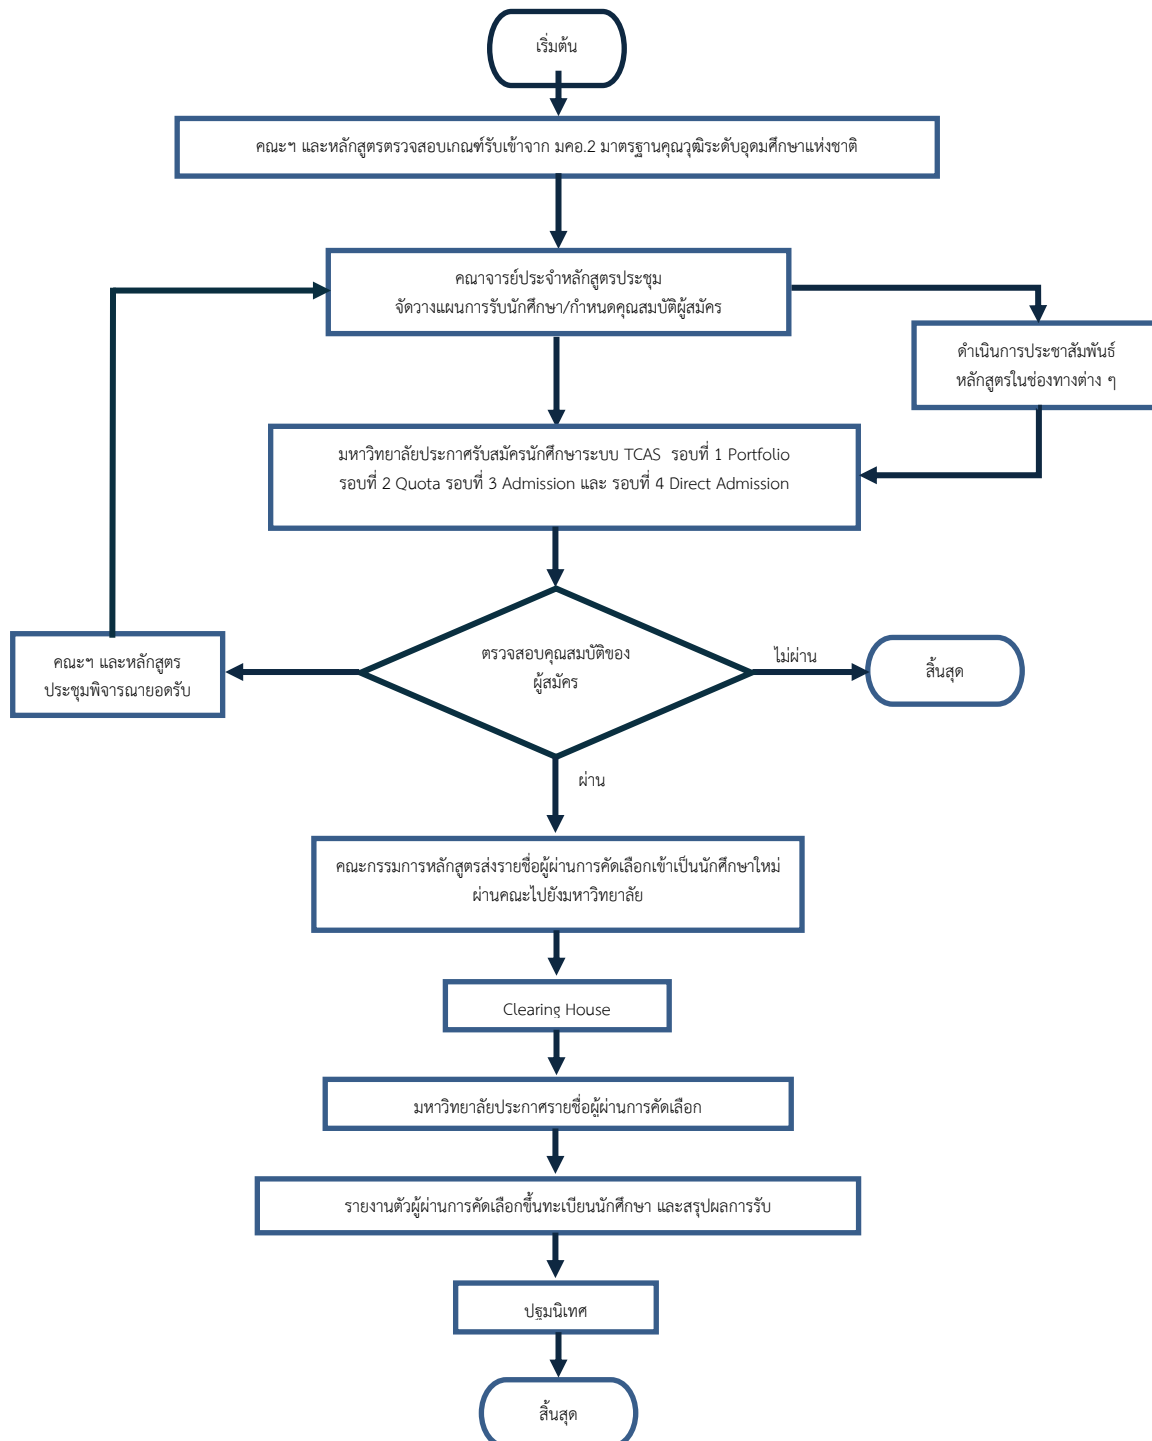 เริ่มต้น
คณะฯ และหลักสูตรตรวจสอบเกณฑ์รับเข้าจาก มคอ.2 มาตรฐานคุณวุฒิระดับอุดมศึกษาแห่งชาติ
คณาจารย์ประจำหลักสูตรประชุม
จัดวางแผนการรับนักศึกษา/กำหนดคุณสมบัติผู้สมัคร
ดำเนินการประชาสัมพันธ์
หลักสูตรในช่องทางต่าง ๆ
มหาวิทยาลัยประกาศรับสมัครนักศึกษาระบบ TCAS รอบที่ 1 Portfolio
รอบที่ 2 Quota รอบที่ 3 Admission และ รอบที่ 4 Direct Admission
คณะฯ และหลักสูตร
ประชุมพิจารณายอดรับ
ตรวจสอบคุณสมบัติของ
ผู้สมัคร
ไม่ผ่าน
สิ้นสุด
ผ่าน
คณะกรรมการหลักสูตรส่งรายชื่อผู้ผ่านการคัดเลือกเข้าเป็นนักศึกษาใหม่
ผ่านคณะไปยังมหาวิทยาลัย
Clearing House
มหาวิทยาลัยประกาศรายชื่อผู้ผ่านการคัดเลือก
รายงานตัวผู้ผ่านการคัดเลือกขึ้นทะเบียนนักศึกษา และสรุปผลการรับ
ปฐมนิเทศ
สิ้นสุด